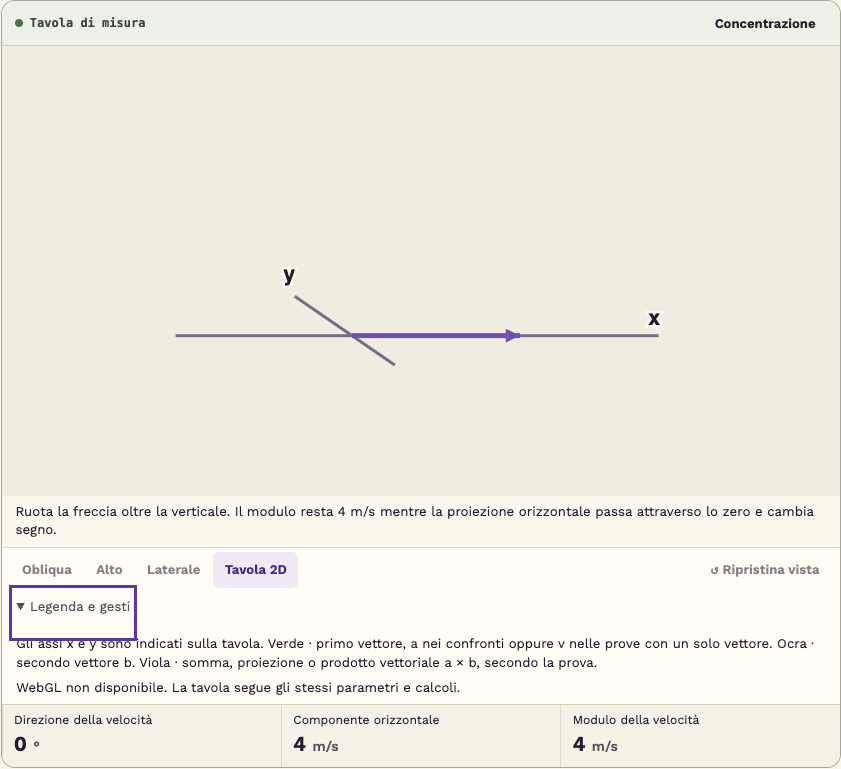 Tavola di misura
Concentrazione
y
x
Ruota la freccia oltre la verticale. Il modulo resta 4 m/s mentre la proiezione orizzontale passa attraverso lo zero e cambia
segno.
Obliqua Alto Laterale Tavola 2D ↺ Ripristina vista
▼ Legenda e gesti
Gli assi x e y sono indicati sulla tavola. Verde · primo vettore, a nei confronti oppure v nelle prove con un solo vettore. Ocra ·
secondo vettore b. Viola · somma, proiezione o prodotto vettoriale a × b, secondo la prova.
WebGL non disponibile. La tavola segue gli stessi parametri e calcoli.
Direzione della velocità
0 °
Componente orizzontale
4 m/s
Modulo della velocità
4 m/s